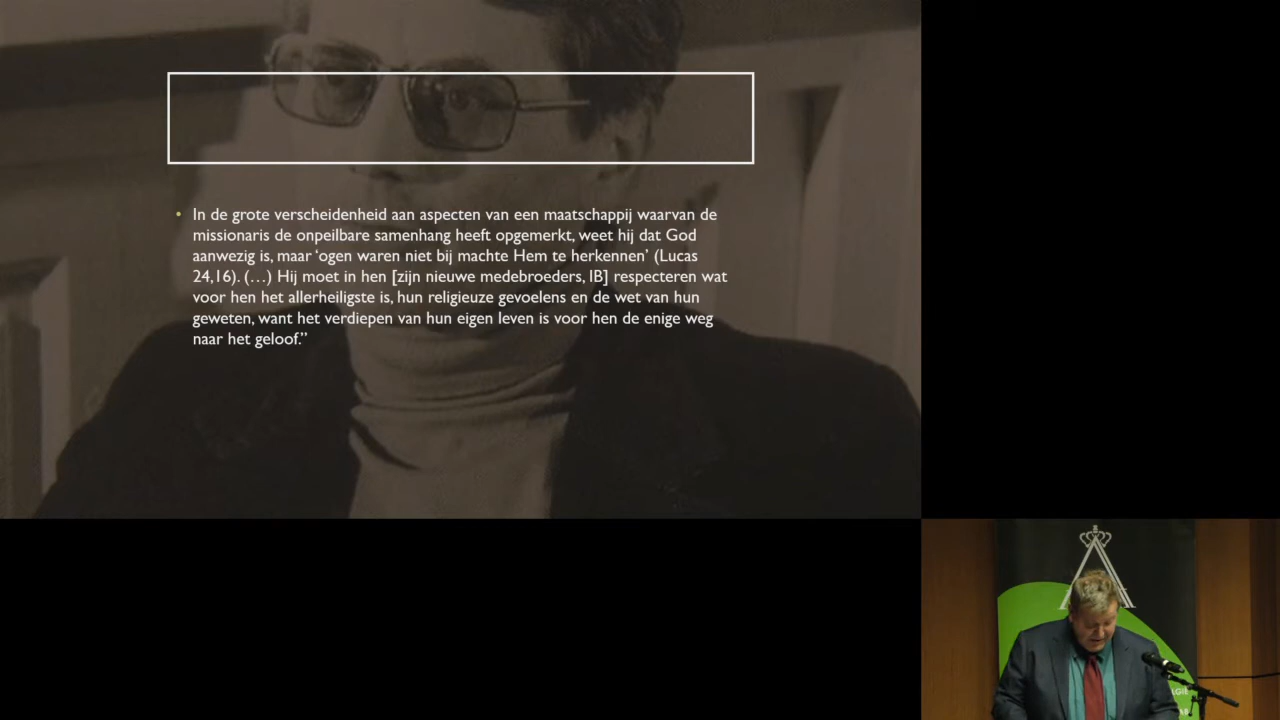 • In de grote verscheidenheid aan aspecten van een maatschappij waarvan de
missionaris de onpeilbare samenhang heeft opgemerkt, weet hij dat God
aanwezig is, maar ‘ogen waren niet bij machte Hem te herkennen’ (Lucas
24,16). (…) Hij moet in hen [zijn nieuwe medebroeders, IB] respecteren wat
voor hen het allerheiligste is, hun religieuze gevoelens en de wet van hun
geweten, want het verdiepen van hun eigen leven is voor hen de enige weg
naar het geloof.”